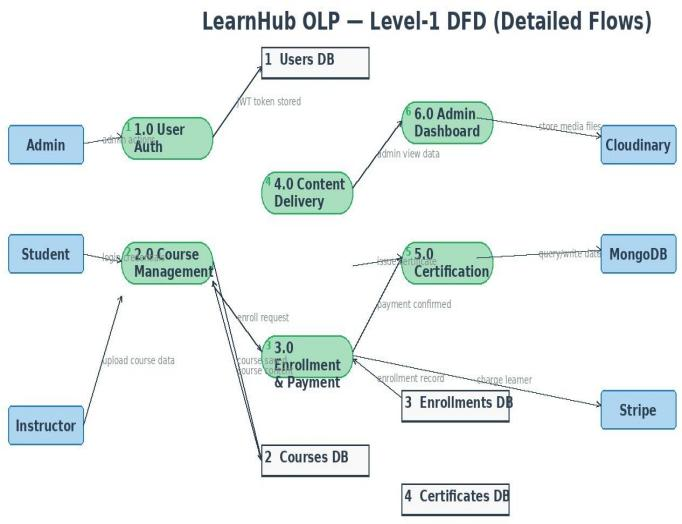 LearnHub OLP — Level-1 DFD (Detailed Flows)
1 Users DB
JWT token stored
6
6.0 Admin
Dashboard
store media files
1
1.0 User
Auth
admin actions
Admin
Cloudinary
admin view data
4
4.0 Content
Delivery
Student
login credentials
2
2.0 Course
Management
issue certificate
5
5.0
Certification
query/write data
MongoDB
payment confirmed
enroll request
3
3.0
Enrollment
& Payment
upload course data
course saved
course content
enrollment record
charge learner
3 Enrollments DB
Stripe
Instructor
2 Courses DB
4 Certificates DB